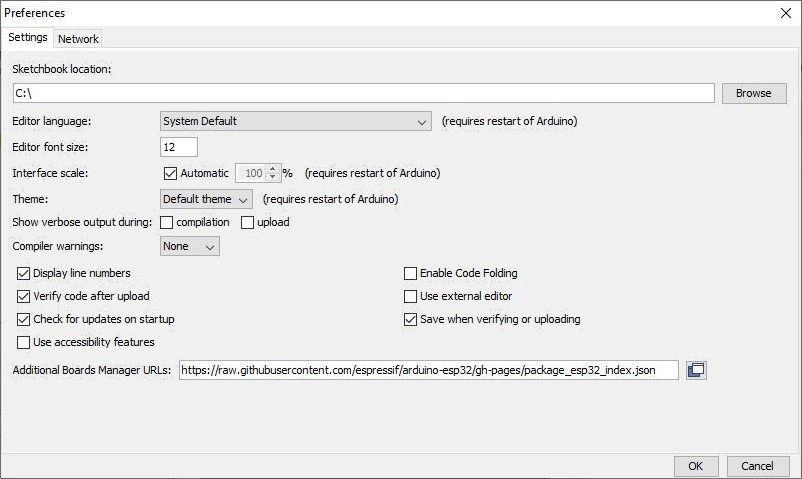 Preferences
Settings Network
Sketchbook location:
C:\ Browse
Editor language: System Default (requires restart of Arduino)
Editor font size: 12
Interface scale: Automatic 100 % (requires restart of Arduino)
Theme: Default theme (requires restart of Arduino)
Show verbose output during: compilation upload
Compiler warnings: None
Display line numbers Enable Code Folding
Verify code after upload Use external editor
Check for updates on startup Save when verifying or uploading
Use accessibility features
Additional Boards Manager URLs: https://raw.githubusercontent.com/espressif/arduino-esp32/gh-pages/package_esp32_index.json
OK Cancel